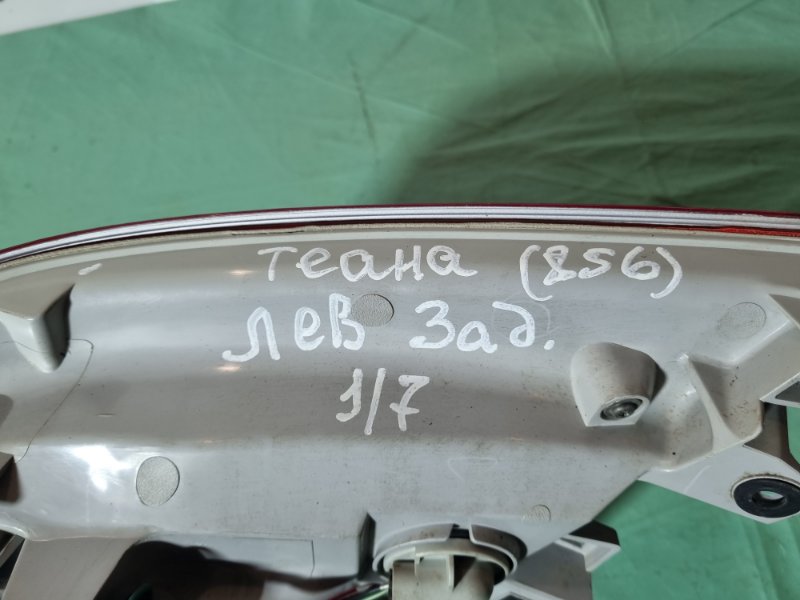 теана (856)
Лев Зад.
1/7